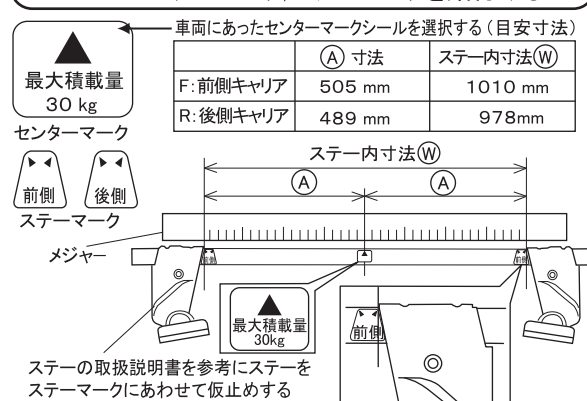 車両にあったセンターマークシールを選択する（目安寸法）
最大積載量
30 kg
センターマーク
Ⓐ 寸法
ステー内寸法Ⓦ
F:前側キャリア
505 mm
1010 mm
R:後側キャリア
489 mm
978mm
前側
後側
ステーマーク
ステー内寸法Ⓦ
Ⓐ
Ⓐ
メジャー
前側
前側
最大積載量
30kg
前側
ステーの取扱説明書を参考にステーを
ステーマークにあわせて仮止めする